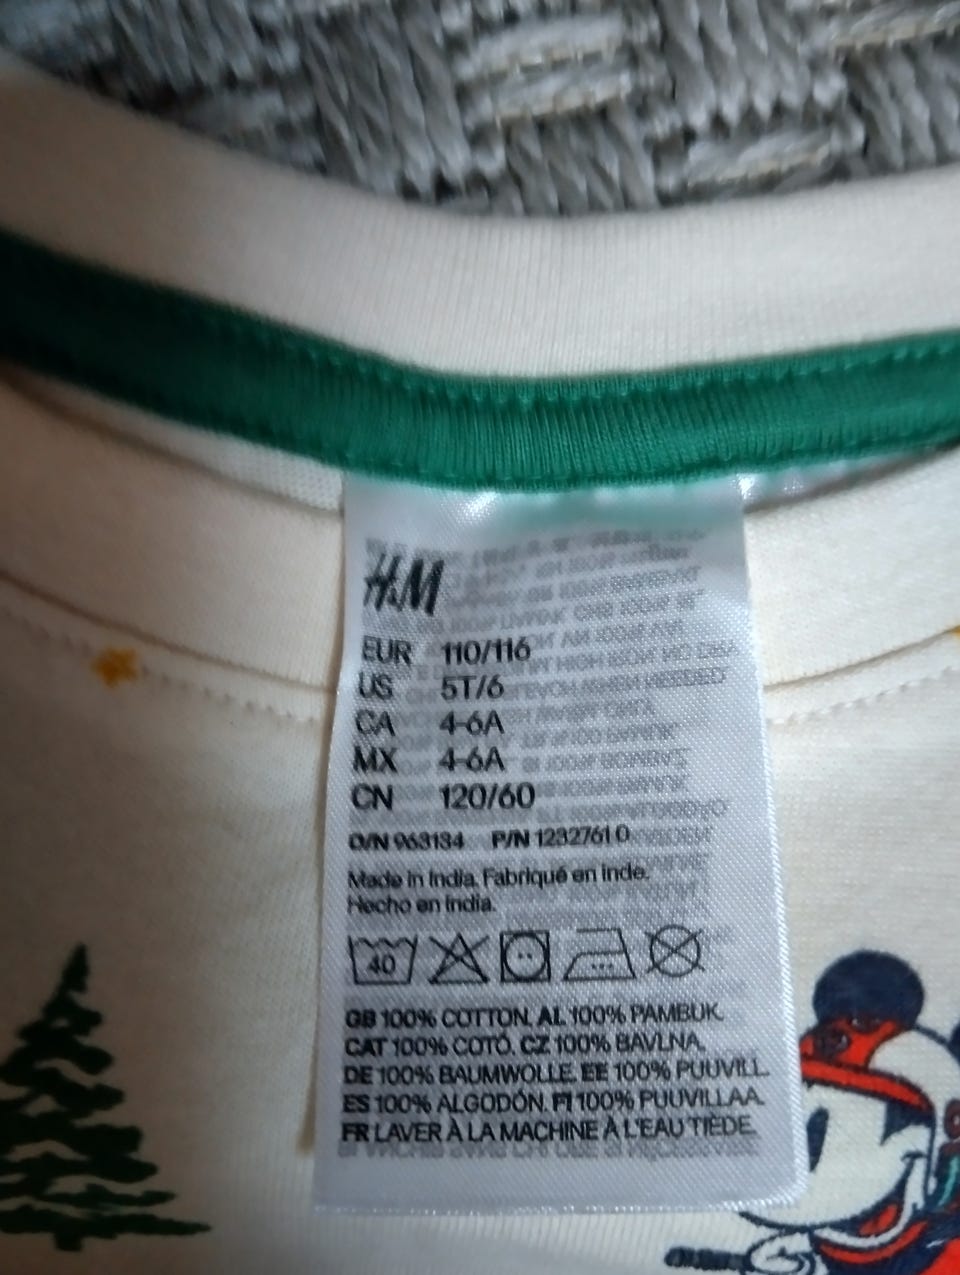 H&M
EUR 110/116
US 5T/6
CA 4-6A
MX 4-6A
CN 120/60
O/N 963134 P/N 1232761 0
Made in India. Fabriqué en Inde.
Hecho en India.
40
GB 100% COTTON. AL 100% PAMBUK.
CAT 100% COTÓ. CZ 100% BAVLNA.
DE 100% BAUMWOLLE. EE 100% PUUVILL.
ES 100% ALGODÓN. FI 100% PUUVILLAA.
FR LAVER À LA MACHINE À L'EAU TIÈDE.